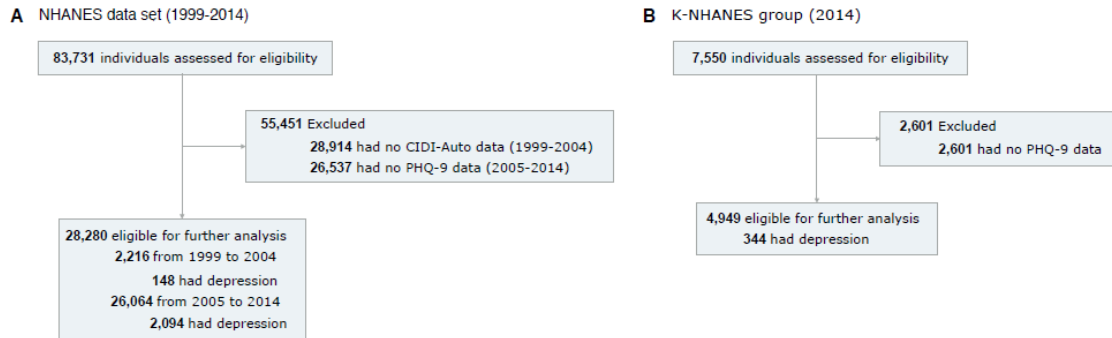 A NHANES data set (1999-2014)
83,731 individuals assessed for eligibility
55,451 Excluded
28,914 had no CIDI-Auto data (1999-2004)
26,537 had no PHQ-9 data (2005-2014)
28,280 eligible for further analysis
2,216 from 1999 to 2004
148 had depression
26,064 from 2005 to 2014
2,094 had depression
B K-NHANES group (2014)
7,550 individuals assessed for eligibility
2,601 Excluded
2,601 had no PHQ-9 data
4,949 eligible for further analysis
344 had depression